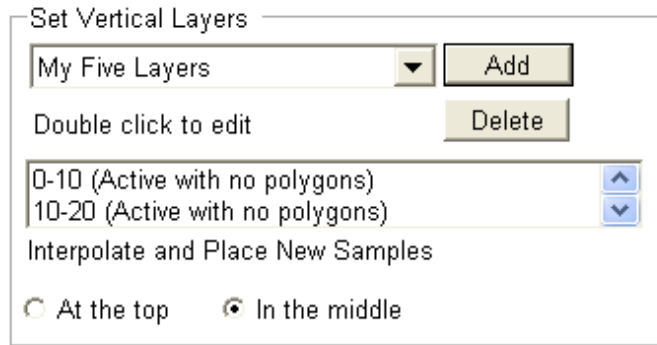 Set Vertical Layers
My Five Layers Add
Double click to edit Delete
0-10 (Active with no polygons)
10-20 (Active with no polygons)
Interpolate and Place New Samples
At the top In the middle